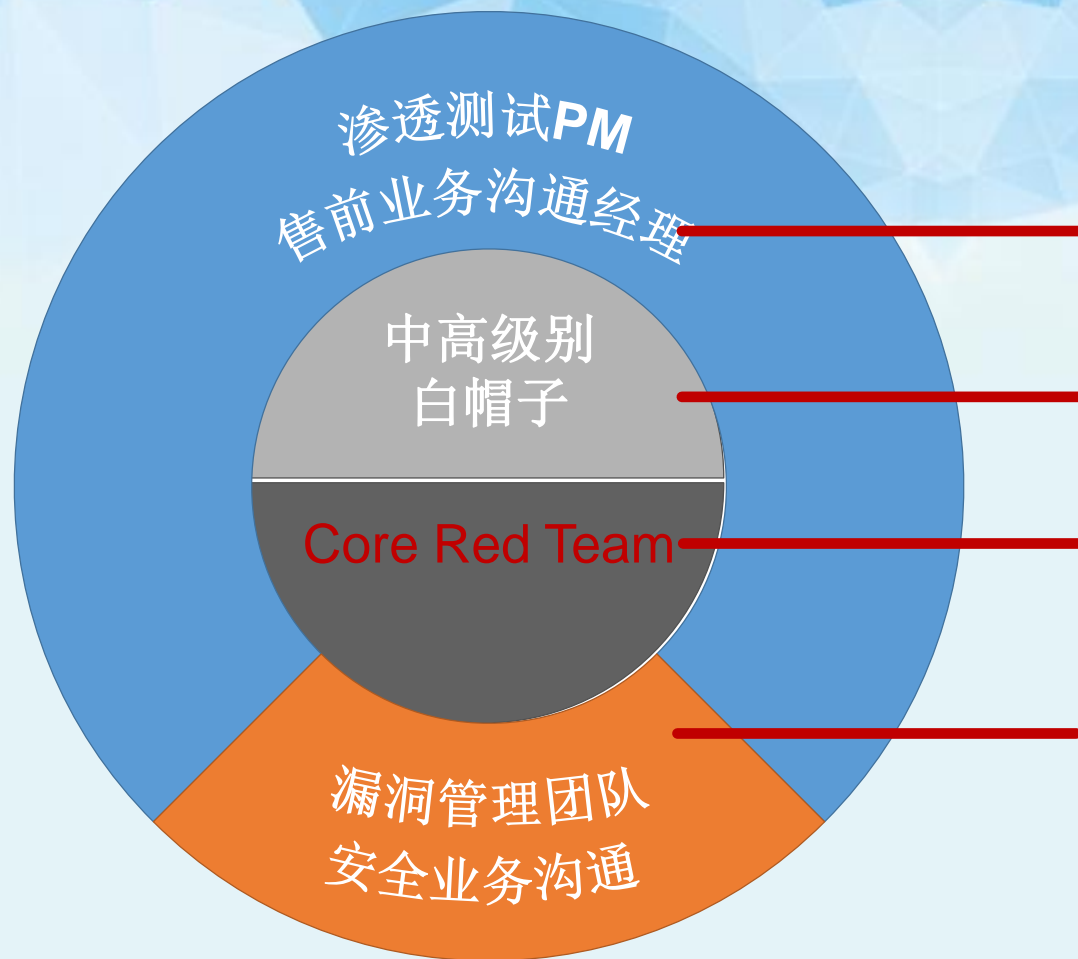 渗透测试PM
售前业务沟通经理
中高级别
白帽子
Core Red Team
漏洞管理团队
安全业务沟通